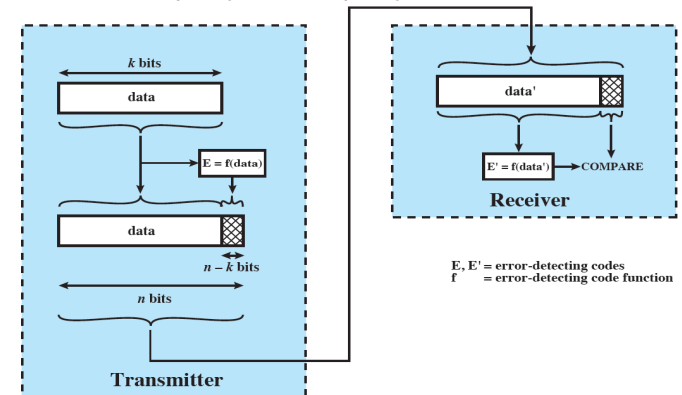 k bits
data
E = f(data)
data
n – k bits
n bits
Transmitter
data'
E' = f(data')
COMPARE
Receiver
E, E' = error-detecting codes
f = error-detecting code function